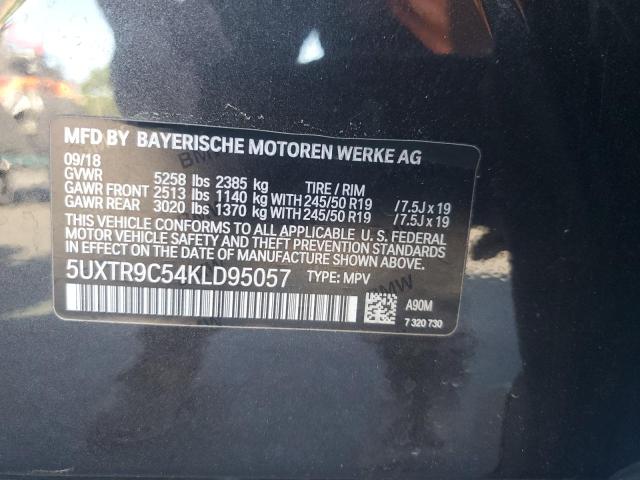 MFD BY BAYERISCHE MOTOREN WERKE AG
09/18
GVWR 5258 lbs 2385 kg TIRE / RIM
GAWR FRONT 2513 lbs 1140 kg WITH 245/50 R19 /7.5J x 19
GAWR REAR 3020 lbs 1370 kg WITH 245/50 R19 /7.5J x 19
THIS VEHICLE CONFORMS TO ALL APPLICABLE U. S. FEDERAL
MOTOR VEHICLE SAFETY AND THEFT PREVENTION STANDARDS
IN EFFECT ON THE DATE OF MANUFACTURE SHOWN ABOVE.
5UXTR9C54KLD95057 TYPE: MPV
A90M
7 320 730